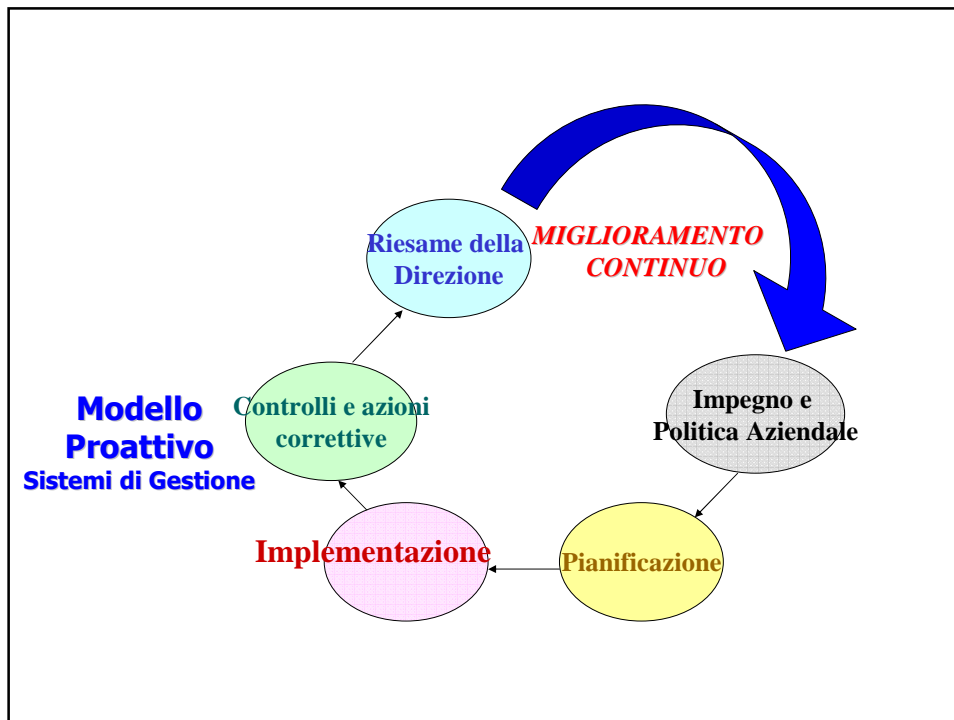 Riesame della
Direzione
MIGLIORAMENTO
CONTINUO
Modello
Proattivo
Sistemi di Gestione
Controlli e azioni
correttive
Impegno e
Politica Aziendale
Implementazione
Pianificazione